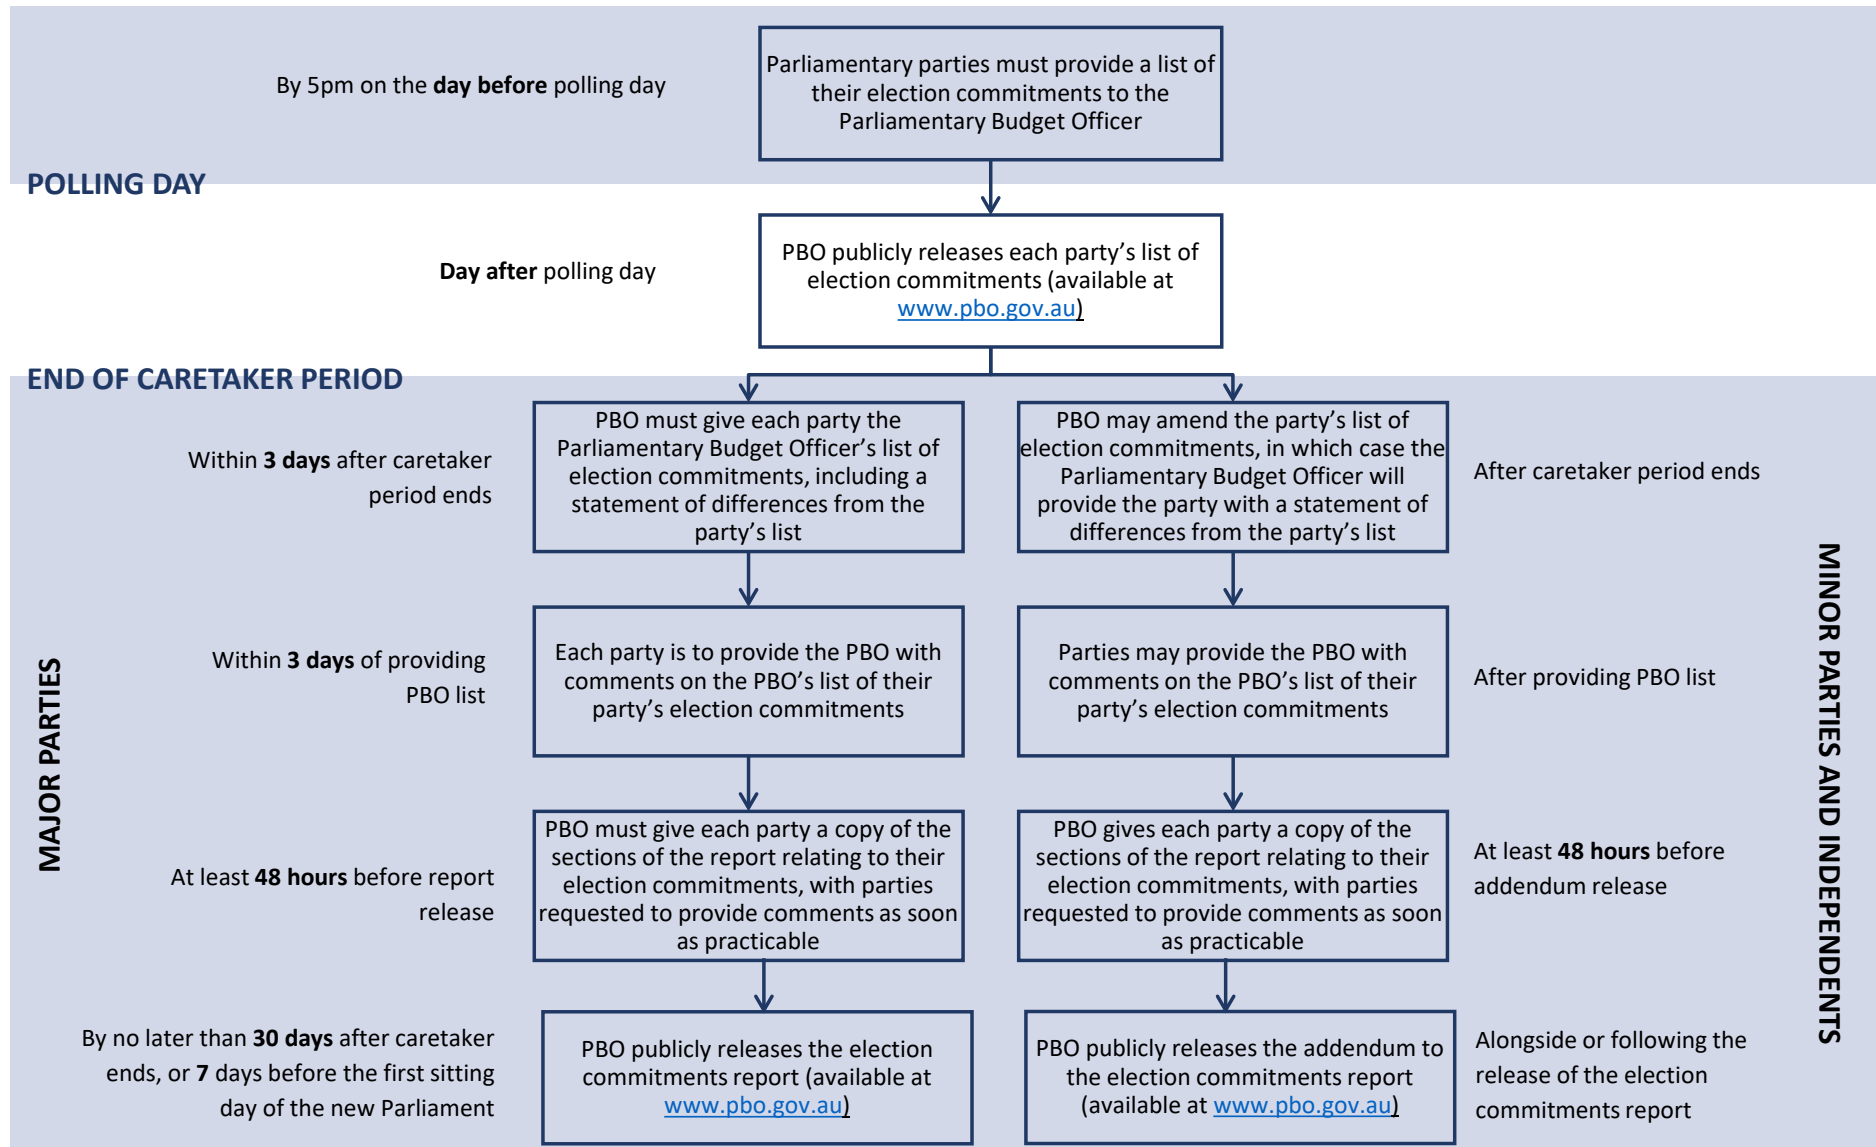 By 5pm on the day before polling day
Parliamentary parties must provide a list of
their election commitments to the
Parliamentary Budget Officer
POLLING DAY
Day after polling day
PBO publicly releases each party’s list of
election commitments (available at
www.pbo.gov.au)
END OF CARETAKER PERIOD
MAJOR PARTIES
Within 3 days after caretaker
period ends
PBO must give each party the
Parliamentary Budget Officer’s list of
election commitments, including a
statement of differences from the
party’s list
PBO may amend the party’s list of
election commitments, in which case the
Parliamentary Budget Officer will
provide the party with a statement of
differences from the party’s list
After caretaker period ends
MINOR PARTIES AND INDEPENDENTS
Within 3 days of providing
PBO list
Each party is to provide the PBO with
comments on the PBO’s list of their
party’s election commitments
Parties may provide the PBO with
comments on the PBO’s list of their
party’s election commitments
After providing PBO list
At least 48 hours before report
release
PBO must give each party a copy of the
sections of the report relating to their
election commitments, with parties
requested to provide comments as soon
as practicable
PBO gives each party a copy of the
sections of the report relating to their
election commitments, with parties
requested to provide comments as soon
as practicable
At least 48 hours before
addendum release
By no later than 30 days after caretaker
ends, or 7 days before the first sitting
day of the new Parliament
PBO publicly releases the election
commitments report (available at
www.pbo.gov.au)
PBO publicly releases the addendum to
the election commitments report
(available at www.pbo.gov.au)
Alongside or following the
release of the election
commitments report